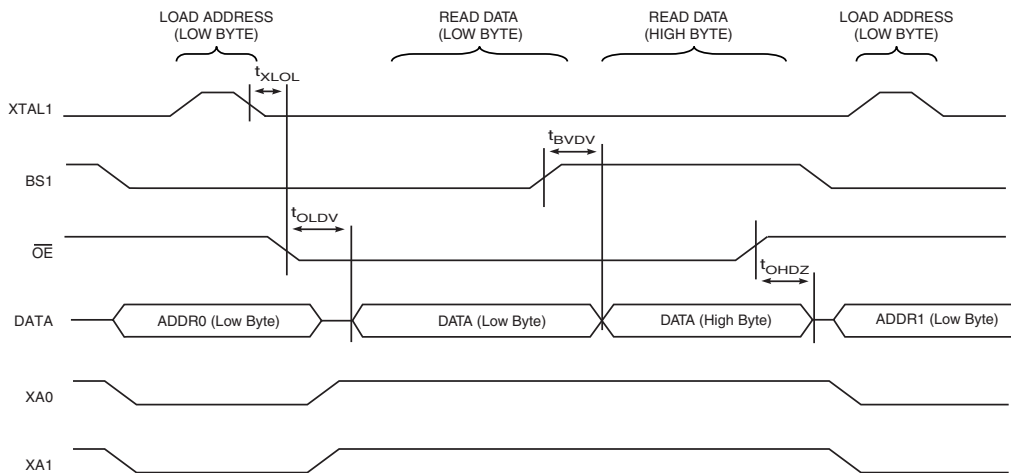 LOAD ADDRESS
(LOW BYTE)
READ DATA
(LOW BYTE)
READ DATA
(HIGH BYTE)
LOAD ADDRESS
(LOW BYTE)
tXLOL
XTAL1
tBVDV
BS1
tOLDV
OE
tOHDZ
DATA
ADDR0 (Low Byte)
DATA (Low Byte)
DATA (High Byte)
ADDR1 (Low Byte)
XA0
XA1